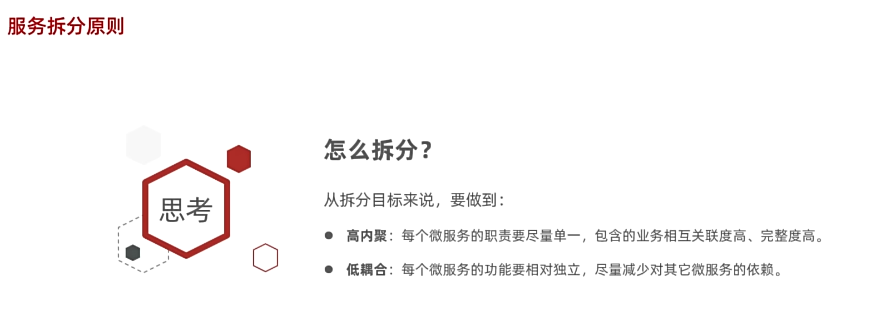 服务拆分原则
怎么拆分？
思考
从拆分目标来说，要做到：
高内聚：每个微服务的职责要尽量单一，包含的业务相互关联度高、完整度高。
低耦合：每个微服务的功能要相对独立，尽量减少对其它微服务的依赖。